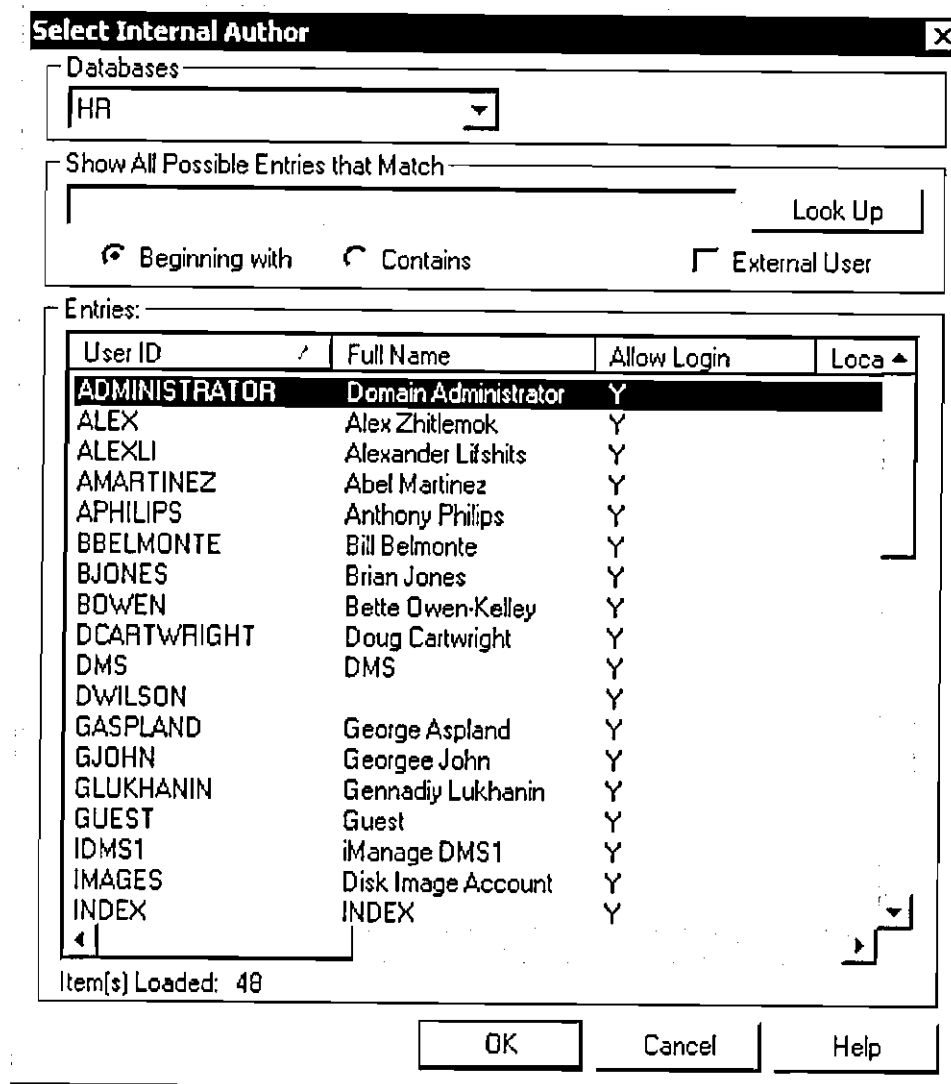 Select Internal Author
Databases
HR
Show All Possible Entries that Match
Look Up
Beginning with Contains External User
Entries:
User ID Full Name Allow Login Loca
ADMINISTRATOR Domain Administrator Y
ALEX Alex Zhitlemok Y
ALEXLI Alexander Lifshits Y
AMARTINEZ Abel Martinez Y
APHILIPS Anthony Philips Y
BBELMONTE Bill Belmonte Y
BJONES Brian Jones Y
BOWEN Bette Owen-Kelley Y
DCARTWRIGHT Doug Cartwright Y
DMS DMS Y
DWILSON Y
GASPLAND George Aspland Y
GJOHN Georgee John Y
GLUKHANIN Gennadiy Lukhanin Y
GUEST Guest Y
IDMS1 iManage DMS1 Y
IMAGES Disk Image Account Y
INDEX INDEX Y
Item(s) Loaded: 48
OK Cancel Help